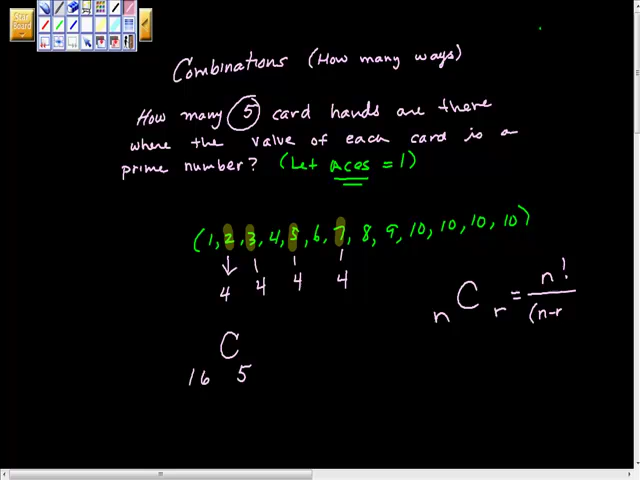 Star Board
Combinations (How many ways)
How many 5 card hands are there
where the value of each card is a
prime number? (Let aces = 1)
(1, 2, 3, 4, 5, 6, 7, 8, 9, 10, 10, 10, 10)
4 4 4 4
n C r = n! / (n-r
16 C 5